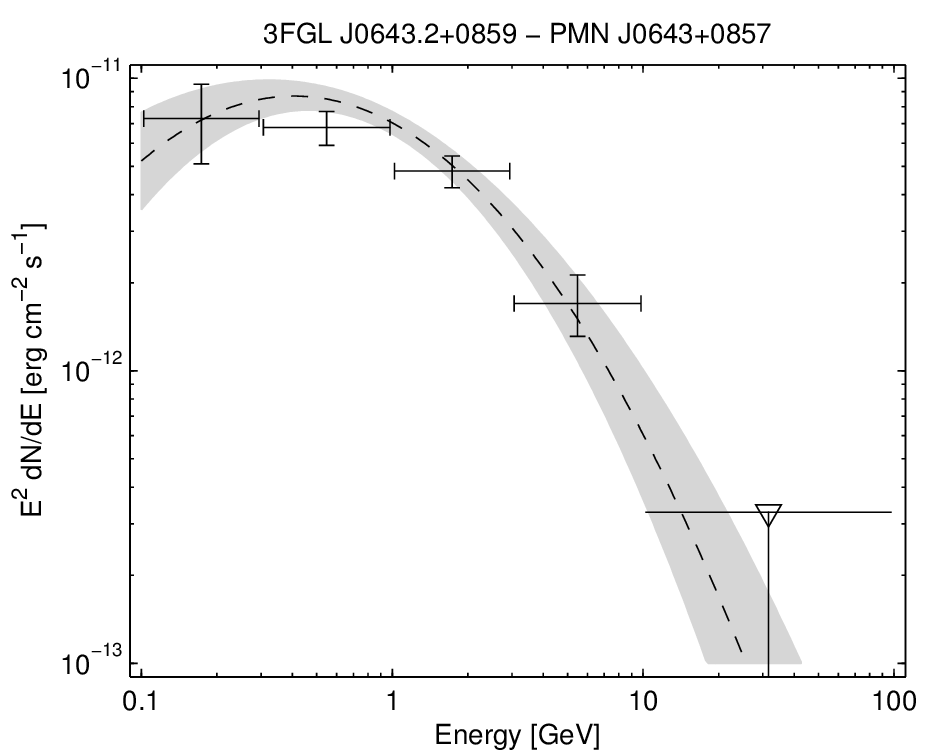 3FGL J0643.2+0859 − PMN J0643+0857
10⁻¹¹
10⁻¹²
10⁻¹³
E² dN/dE [erg cm⁻² s⁻¹]
0.1 1 10 100
Energy [GeV]